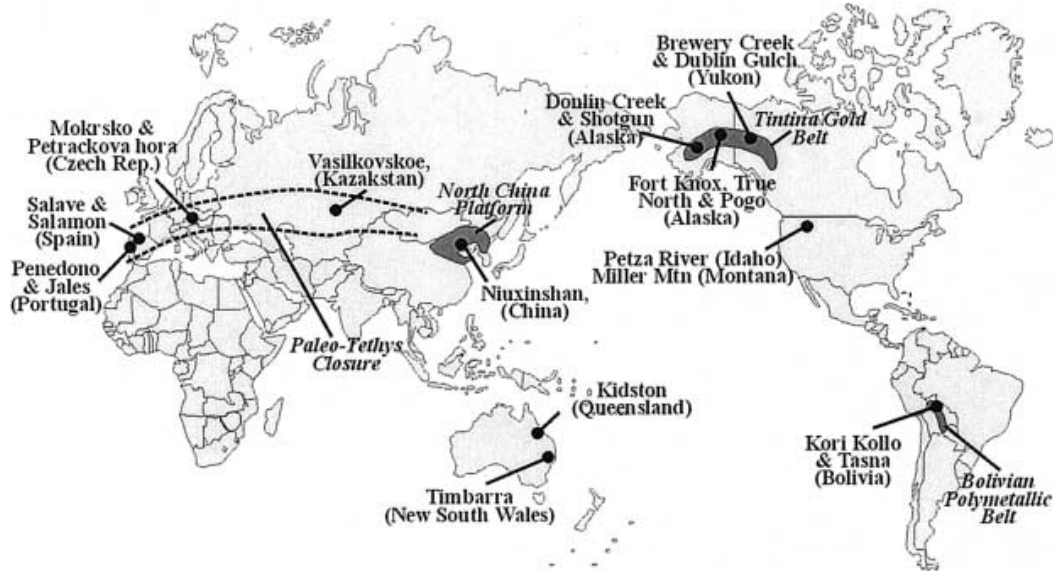 Brewery Creek
& Dublin Gulch
(Yukon)
Donlin Creek
& Shotgun
(Alaska)
Tintina Gold
Belt
Mokrsko &
Petrackova hora
(Czech Rep.)
Vasilkovskoe,
(Kazakstan)
North China
Platform
Fort Knox, True
North & Pogo
(Alaska)
Salave &
Salamon
(Spain)
Petza River (Idaho)
Miller Mtn (Montana)
Penedono
& Jales
(Portugal)
Niuxinshan,
(China)
Paleo-Tethys
Closure
Kidston
(Queensland)
Kori Kollo
& Tasna
(Bolivia)
Timbarra
(New South Wales)
Bolivian
Polymetallic
Belt